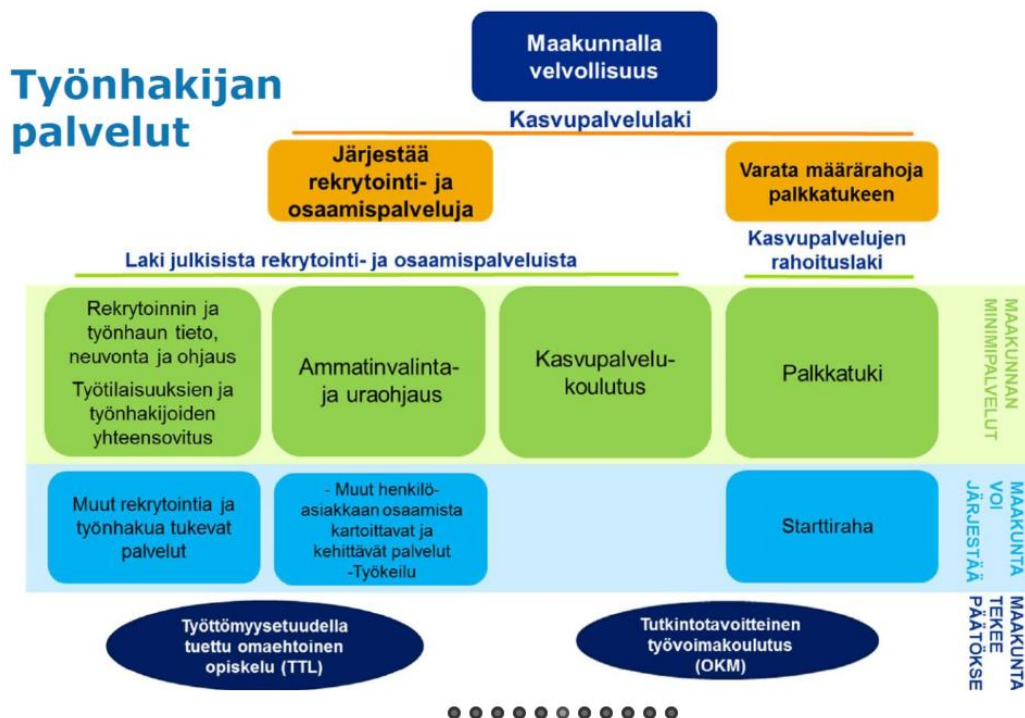 Työnhakijan
palvelut
Maakunnalla
velvollisuus
Kasvupalvelulaki
Järjestää
rekrytointi- ja
osaamispalveluja
Varata määrärahoja
palkkatukeen
Laki julkisista rekrytointi- ja osaamispalveluista
Kasvupalvelujen
rahoituslaki
Rekrytoinnin ja
työnhaun tieto,
neuvonta ja ohjaus
Työtilaisuuksien ja
työnhakijoiden
yhteensovitus
Ammatinvalinta-
ja uraohjaus
Kasvupalvelu-
koulutus
Palkkatuki
MAAKUNNAN
MINIMIPALVELUT
Muut rekrytointia ja
työnhakua tukevat
palvelut
- Muut henkilö-
asiakkaan osaamista
kartoittavat ja
kehittävät palvelut
-Työkeilu
Starttiraha
MAAKUNTA
VOI
JÄRJESTÄÄ
Työttömyysetuudella
tuettu omaehtoinen
opiskelu (TTL)
Tutkintotavoitteinen
työvoimakoulutus
(OKM)
MAAKUNTA
TEKEE
PÄÄTÖKSE